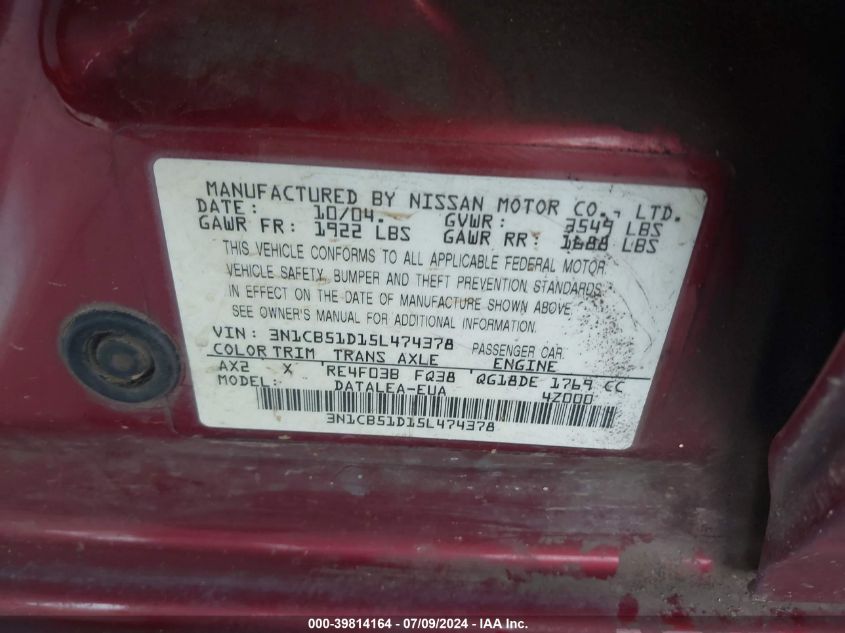 MANUFACTURED BY NISSAN MOTOR CO., LTD.
DATE: 10/04. GVWR: 3549 LBS
GAWR FR: 1922 LBS GAWR RR: LBS
THIS VEHICLE CONFORMS TO ALL APPLICABLE FEDERAL MOTOR
VEHICLE SAFETY, BUMPER AND THEFT PREVENTION STANDARDS
IN EFFECT ON THE DATE OF MANUFACTURE SHOWN ABOVE.
SEE OWNER'S MANUAL FOR ADDITIONAL INFORMATION.
VIN: 3N1CB51D15L474378 PASSENGER CAR
COLOR TRIM TRANS AXLE ENGINE
AX2 X RE4F03B FQ38 QG18DE 1769 CC
MODEL: DATALEA-EUA 4Z000
3N1CB51D15L474378
000-39814164 - 07/09/2024 - IAA Inc.